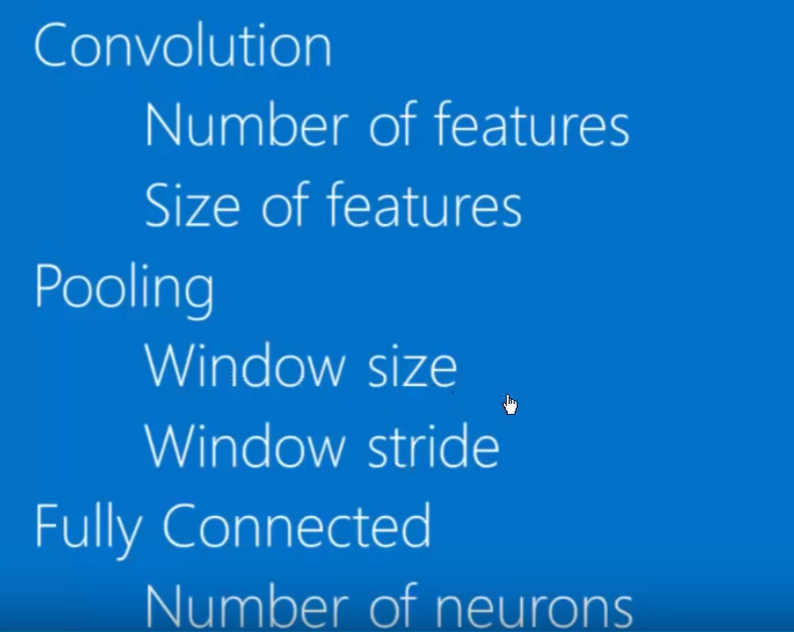 Convolution
Number of features
Size of features
Pooling
Window size
Window stride
Fully Connected
Number of neurons